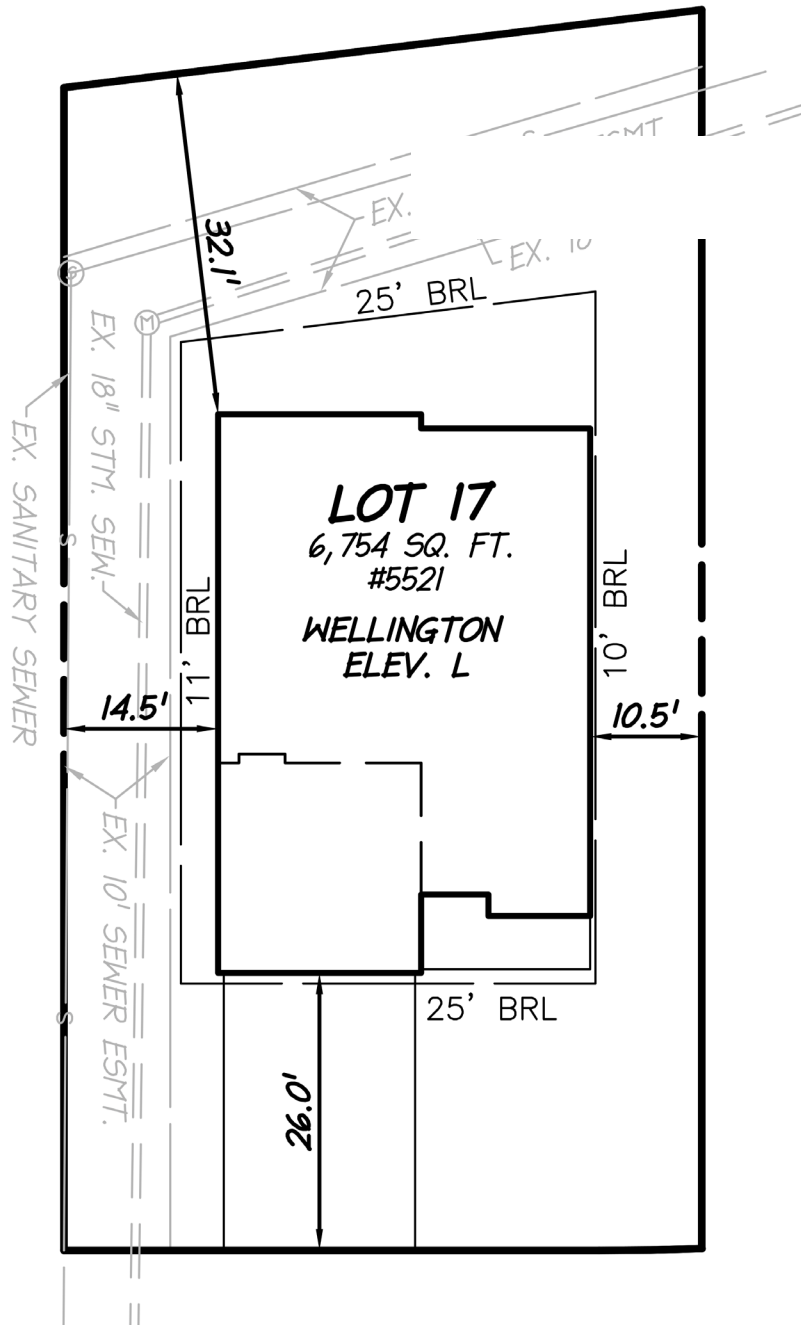 ESMT
EX.
EX.
25' BRL
32.1'
S
M
EX. 18" STM. SEW.
EX. SANITARY SEWER
LOT 17
6,754 SQ. FT.
#5521
WELLINGTON
ELEV. L
S
11' BRL
10' BRL
14.5'
10.5'
EX. 10' SEWER ESMT.
25' BRL
S
26.0'